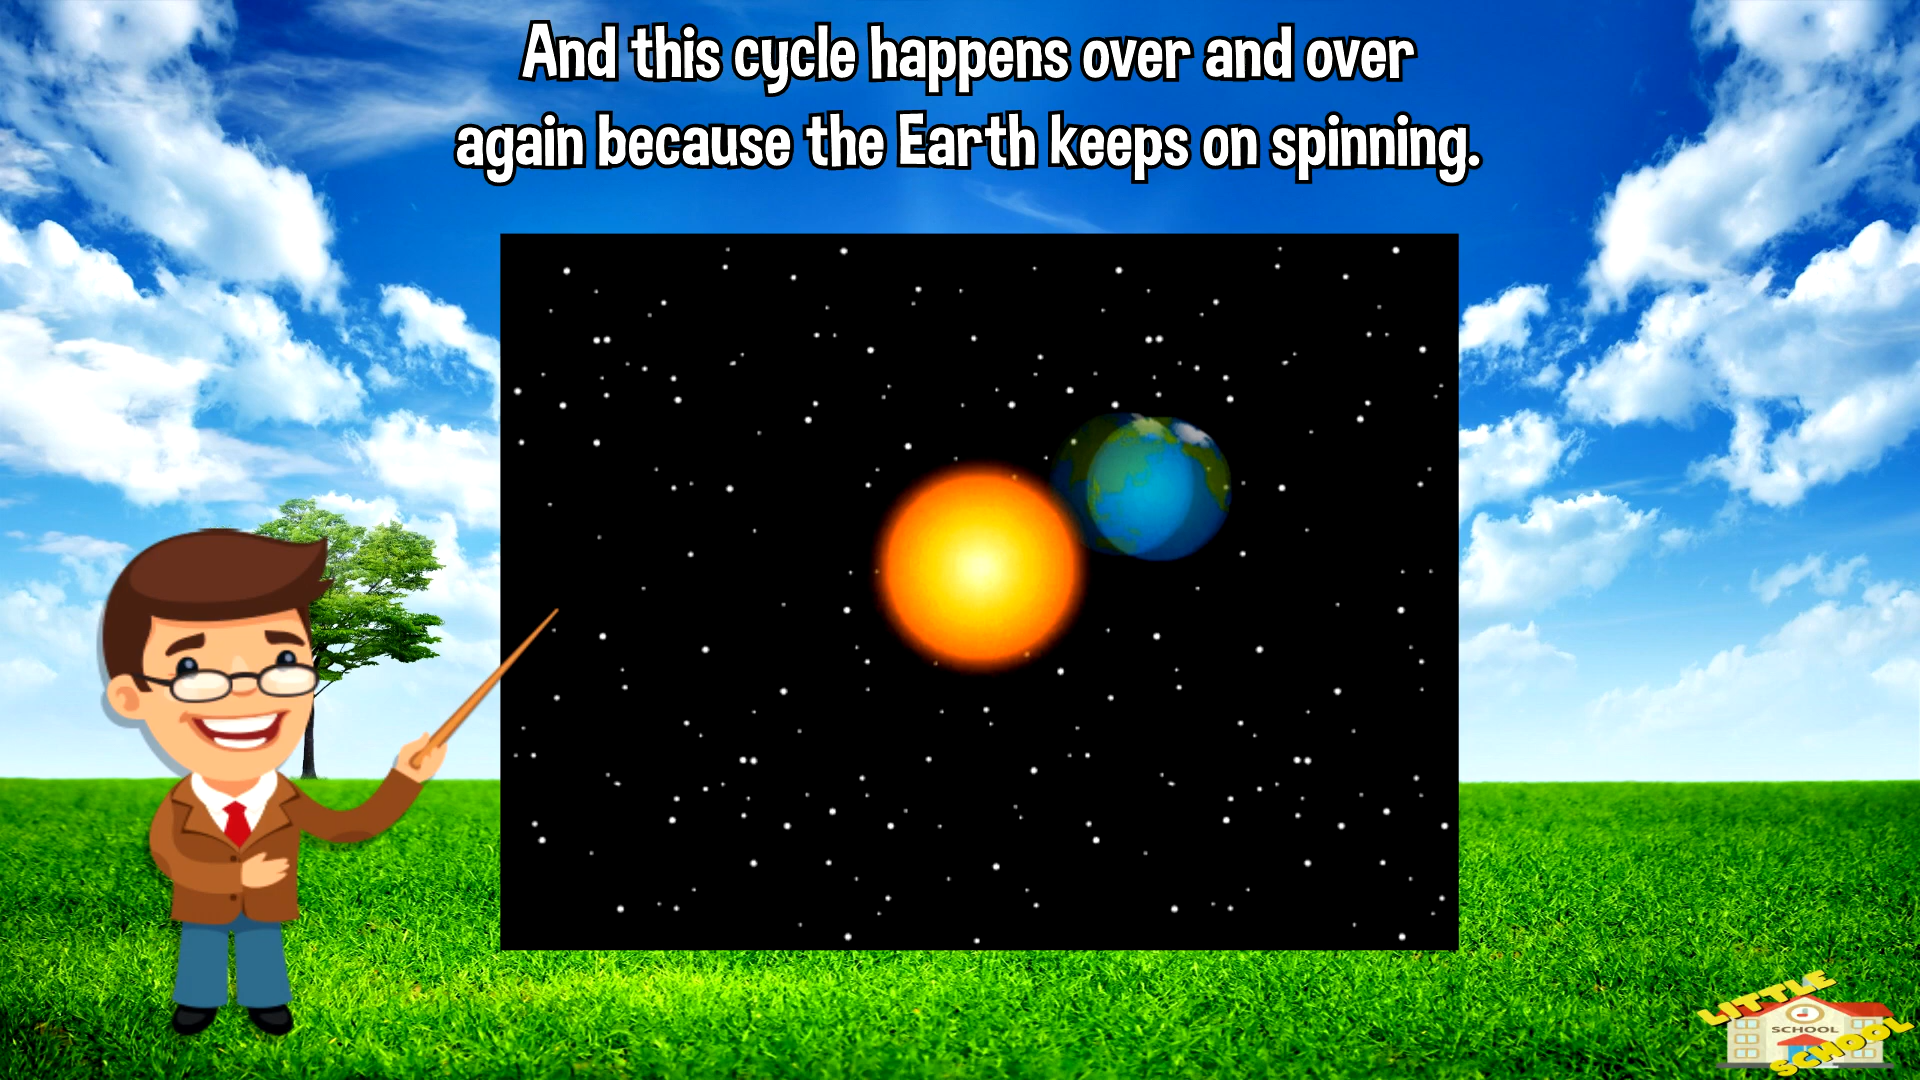 And this cycle happens over and over
again because the Earth keeps on spinning.
LITTLE
SCHOOL
SCHOOL